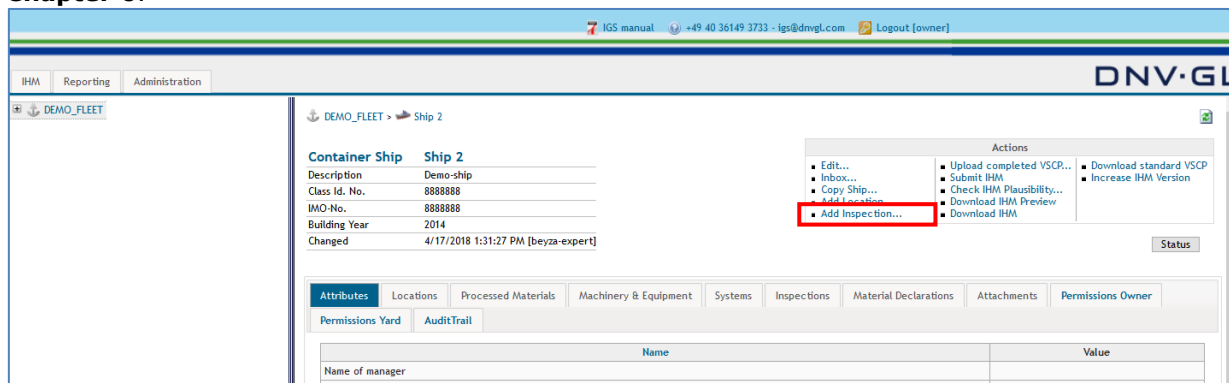 IGS manual +49 40 36149 3733 - igs@dnvgl.com Logout [owner]
IHM Reporting Administration
DNV·GL
DEMO_FLEET
DEMO_FLEET > Ship 2
Container Ship Ship 2
Description Demo-ship
Class Id. No. 8888888
IMO-No. 8888888
Building Year 2014
Changed 4/17/2018 1:31:27 PM [beyza-expert]
Actions
Edit...
Inbox...
Copy Ship...
Add Location
Add Inspection...
Upload completed VSCP...
Submit IHM
Check IHM Plausibility...
Download IHM Preview
Download IHM
Download standard VSCP
Increase IHM Version
Status
Attributes Locations Processed Materials Machinery & Equipment Systems Inspections Material Declarations Attachments Permissions Owner
Permissions Yard AuditTrail
Name Value
Name of manager